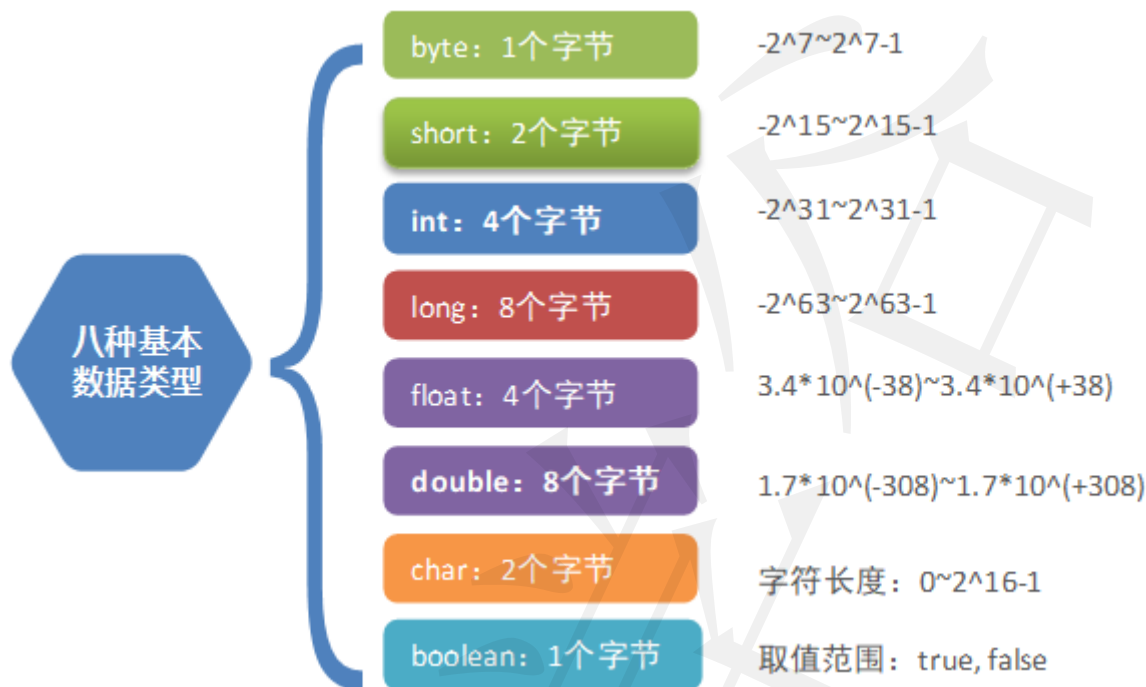 byte：1个字节 -2^7~2^7-1
short：2个字节 -2^15~2^15-1
int：4个字节 -2^31~2^31-1
long：8个字节 -2^63~2^63-1
八种基本
数据类型
float：4个字节 3.4*10^(-38)~3.4*10^(+38)
double：8个字节 1.7*10^(-308)~1.7*10^(+308)
char：2个字节 字符长度：0~2^16-1
boolean：1个字节 取值范围：true, false